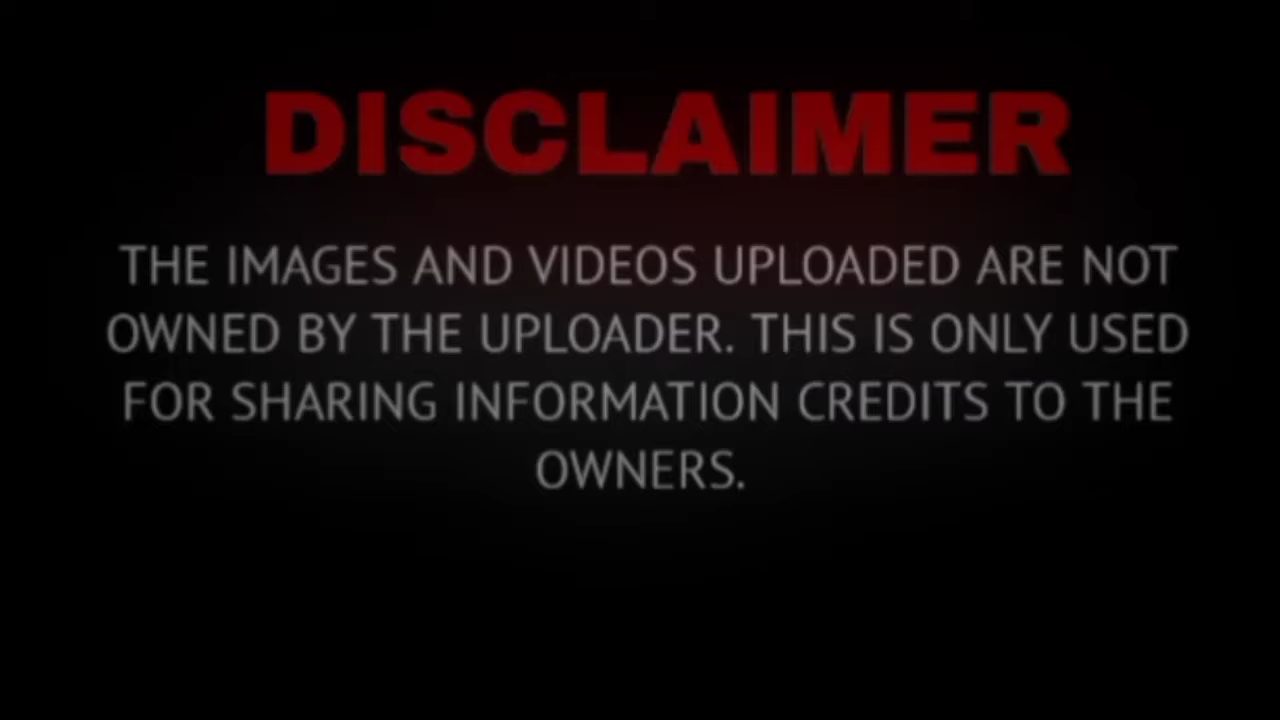 DISCLAIMER
THE IMAGES AND VIDEOS UPLOADED ARE NOT
OWNED BY THE UPLOADER. THIS IS ONLY USED
FOR SHARING INFORMATION CREDITS TO THE
OWNERS.